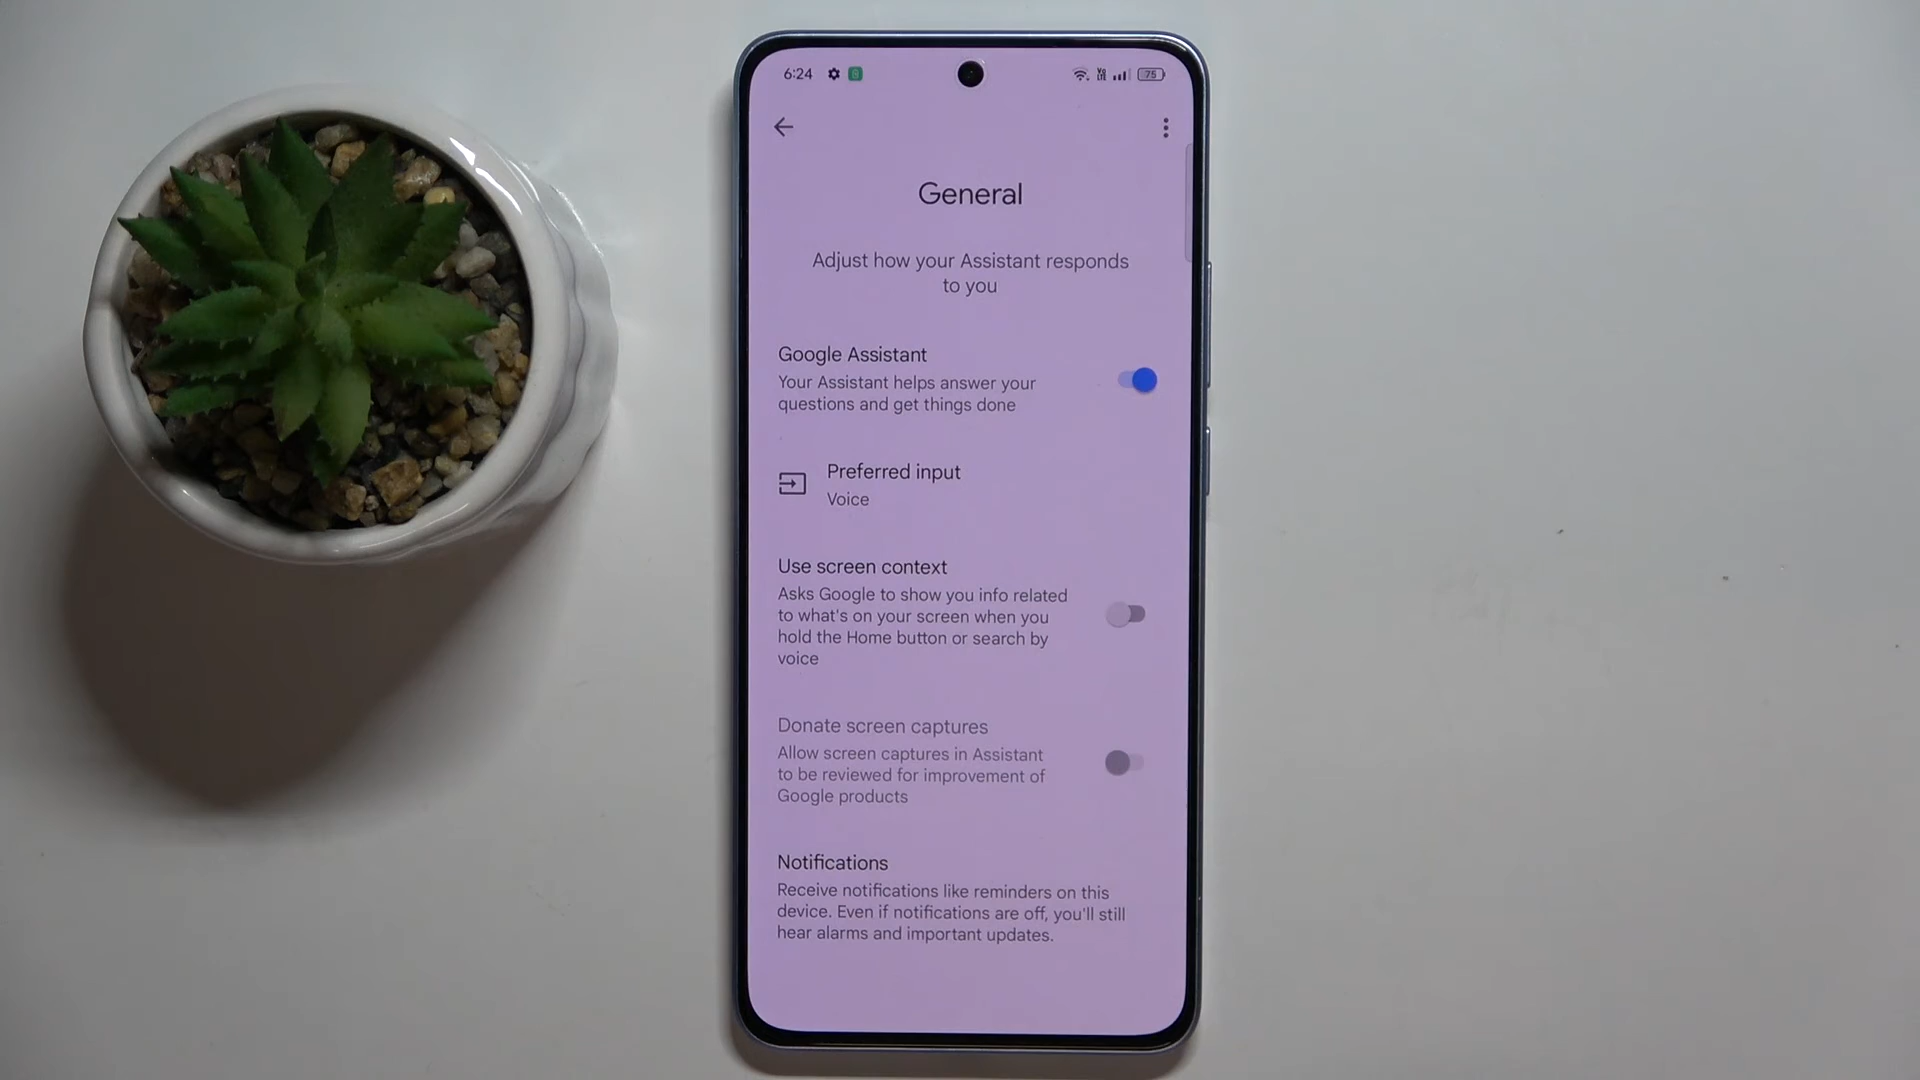 6:24
75
General
Adjust how your Assistant responds
to you
Google Assistant
Your Assistant helps answer your
questions and get things done
Preferred input
Voice
Use screen context
Asks Google to show you info related
to what's on your screen when you
hold the Home button or search by
voice
Donate screen captures
Allow screen captures in Assistant
to be reviewed for improvement of
Google products
Notifications
Receive notifications like reminders on this
device. Even if notifications are off, you'll still
hear alarms and important updates.